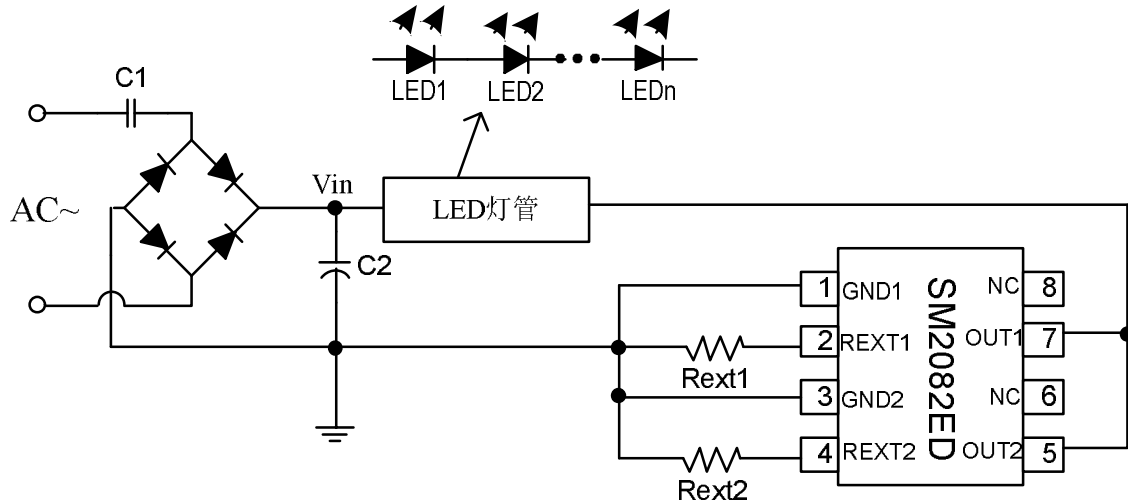 LED1
LED2
LEDn
C1
AC~
Vin
LED灯管
C2
1 GND1
2 REXT1
3 GND2
4 REXT2
Rext1
Rext2
SM2082ED
NC 8
OUT1 7
NC 6
OUT2 5